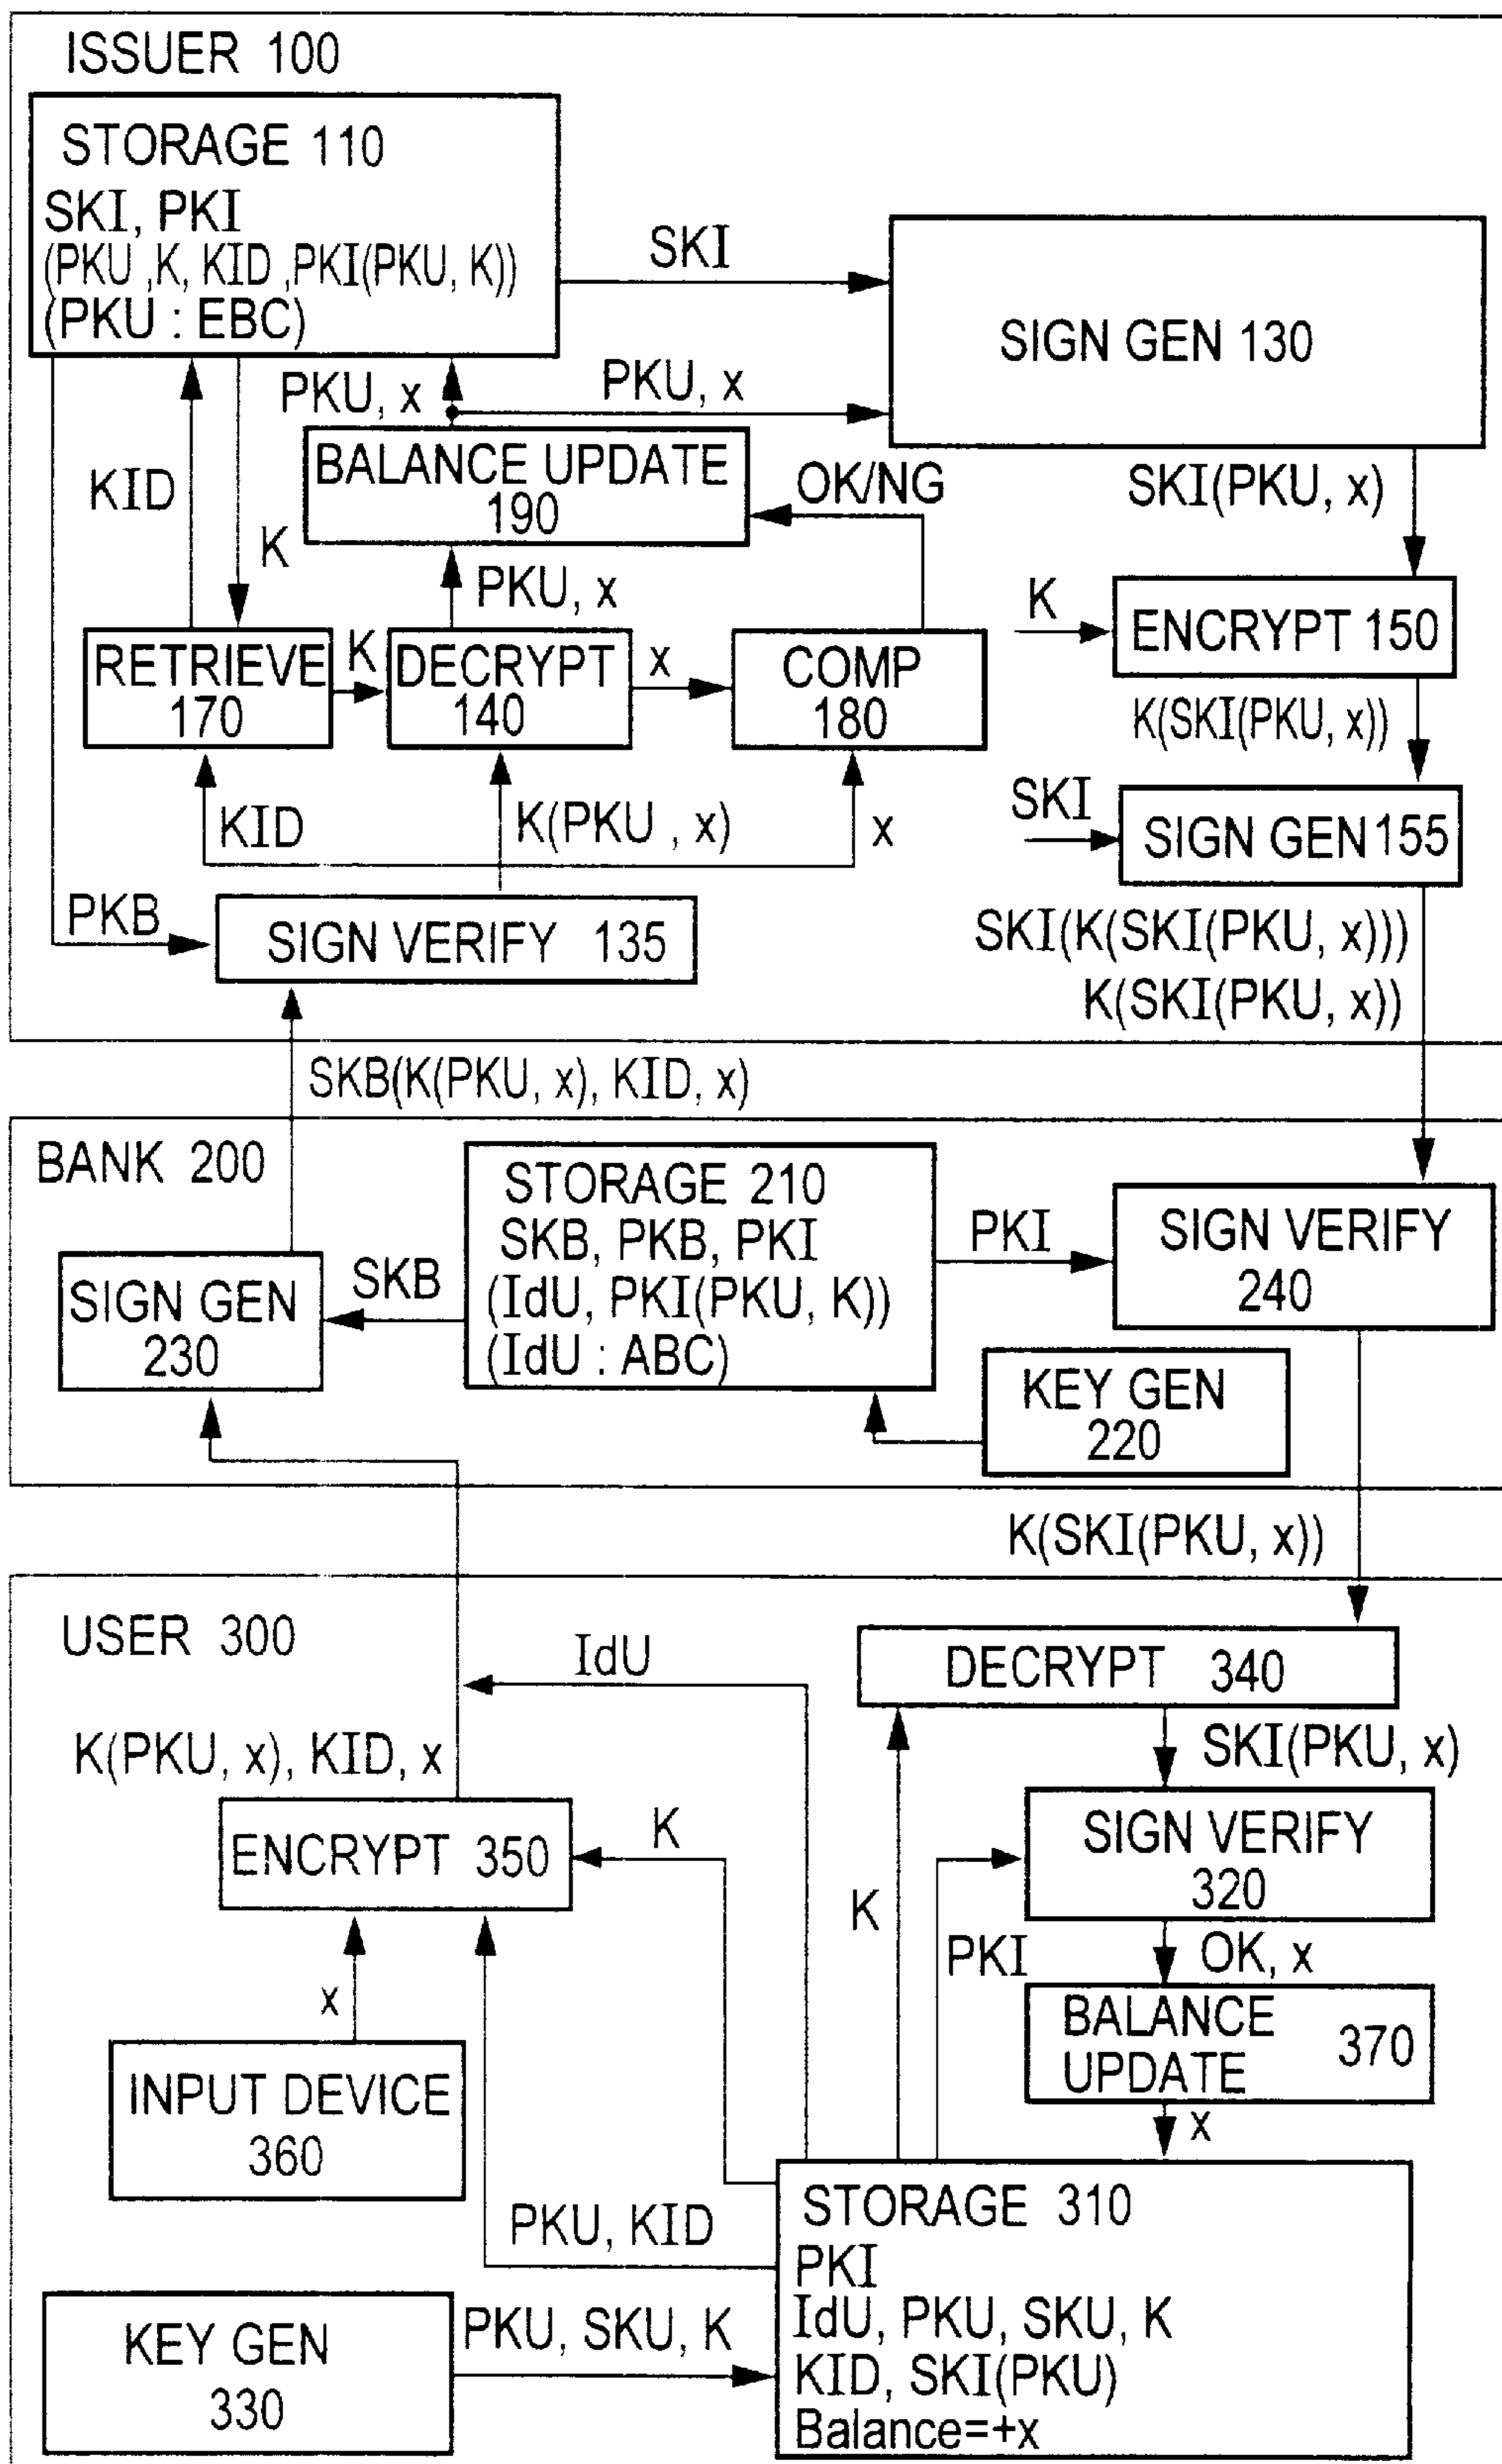 ISSUER 100
STORAGE 110
SKI, PKI
(PKU ,K, KID ,PKI(PKU, K))
(PKU : EBC)
SKI
SIGN GEN 130
PKU, x
PKU, x
BALANCE UPDATE
190
OK/NG
KID
K
SKI(PKU, x)
PKU, x
K
ENCRYPT 150
RETRIEVE
170
K
DECRYPT
140
x
COMP
180
K(SKI(PKU, x))
KID
K(PKU , x)
x
SKI
SIGN GEN 155
PKB
SIGN VERIFY 135
SKI(K(SKI(PKU, x)))
K(SKI(PKU, x))
SKB(K(PKU, x), KID, x)
BANK 200
STORAGE 210
SKB, PKB, PKI
(IdU, PKI(PKU, K))
(IdU : ABC)
PKI
SIGN VERIFY
240
SIGN GEN
230
SKB
KEY GEN
220
K(SKI(PKU, x))
USER 300
IdU
DECRYPT 340
K(PKU, x), KID, x
SKI(PKU, x)
ENCRYPT 350
K
SIGN VERIFY
320
K
PKI
OK, x
x
BALANCE
UPDATE
370
INPUT DEVICE
360
x
PKU, KID
STORAGE 310
PKI
IdU, PKU, SKU, K
KID, SKI(PKU)
Balance=+x
KEY GEN
330
PKU, SKU, K